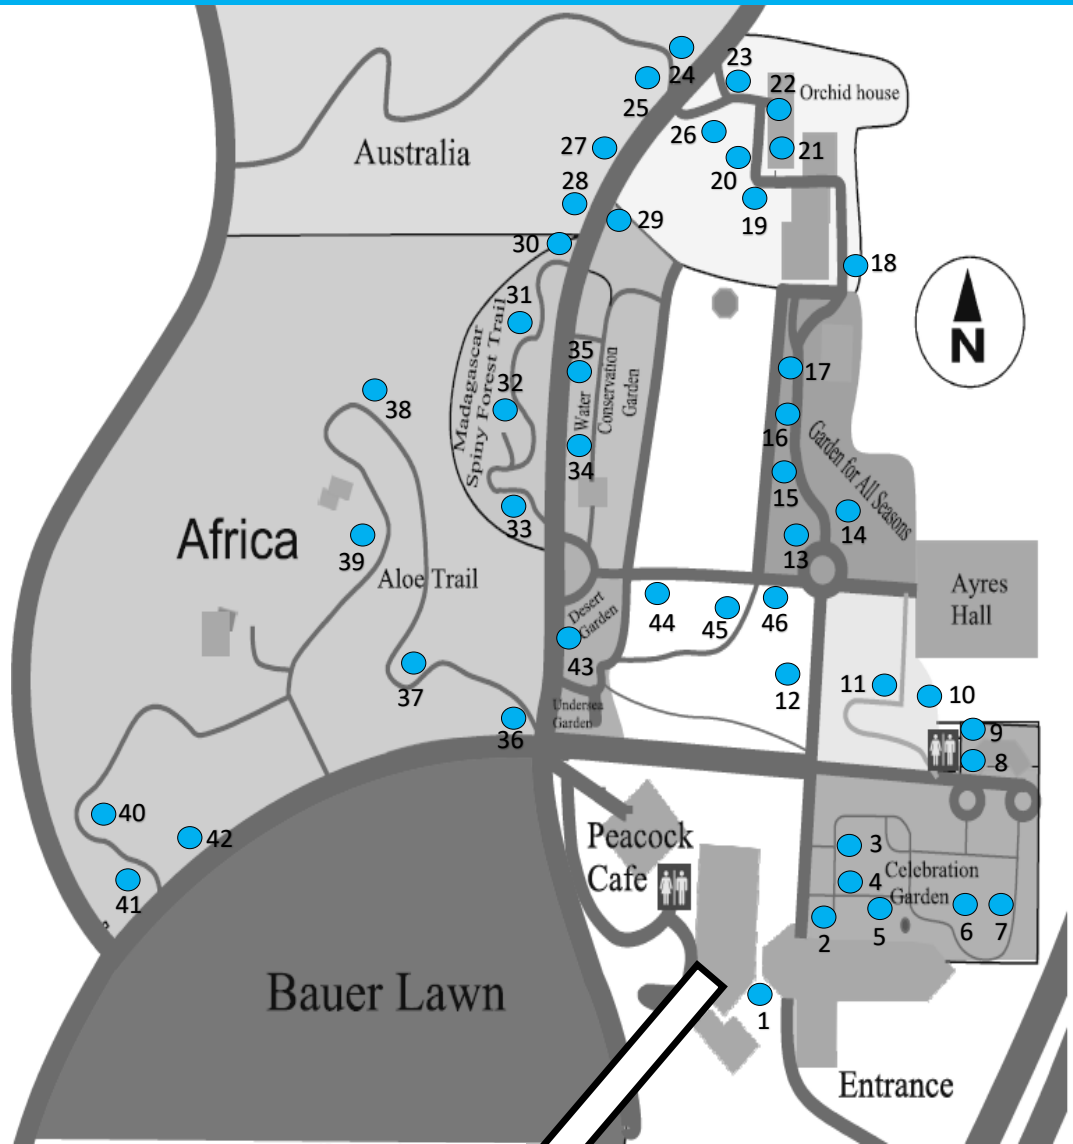 23
24
22
Orchid house
25
26
27
21
Australia
20
28
19
29
30
18
31
N
Madagascar
Spiny Forest Trail
35
Water
Conservation
Garden
17
32
38
16
34
Garden for All Seasons
15
33
14
Africa
39
13
Aloe Trail
Ayres
Hall
Desert
Garden
44
45
46
43
37
12
11
10
Undersea
Garden
36
9
8
40
42
Peacock
Cafe
3
Celebration
Garden
4
41
2
5
6
7
Bauer Lawn
1
Entrance